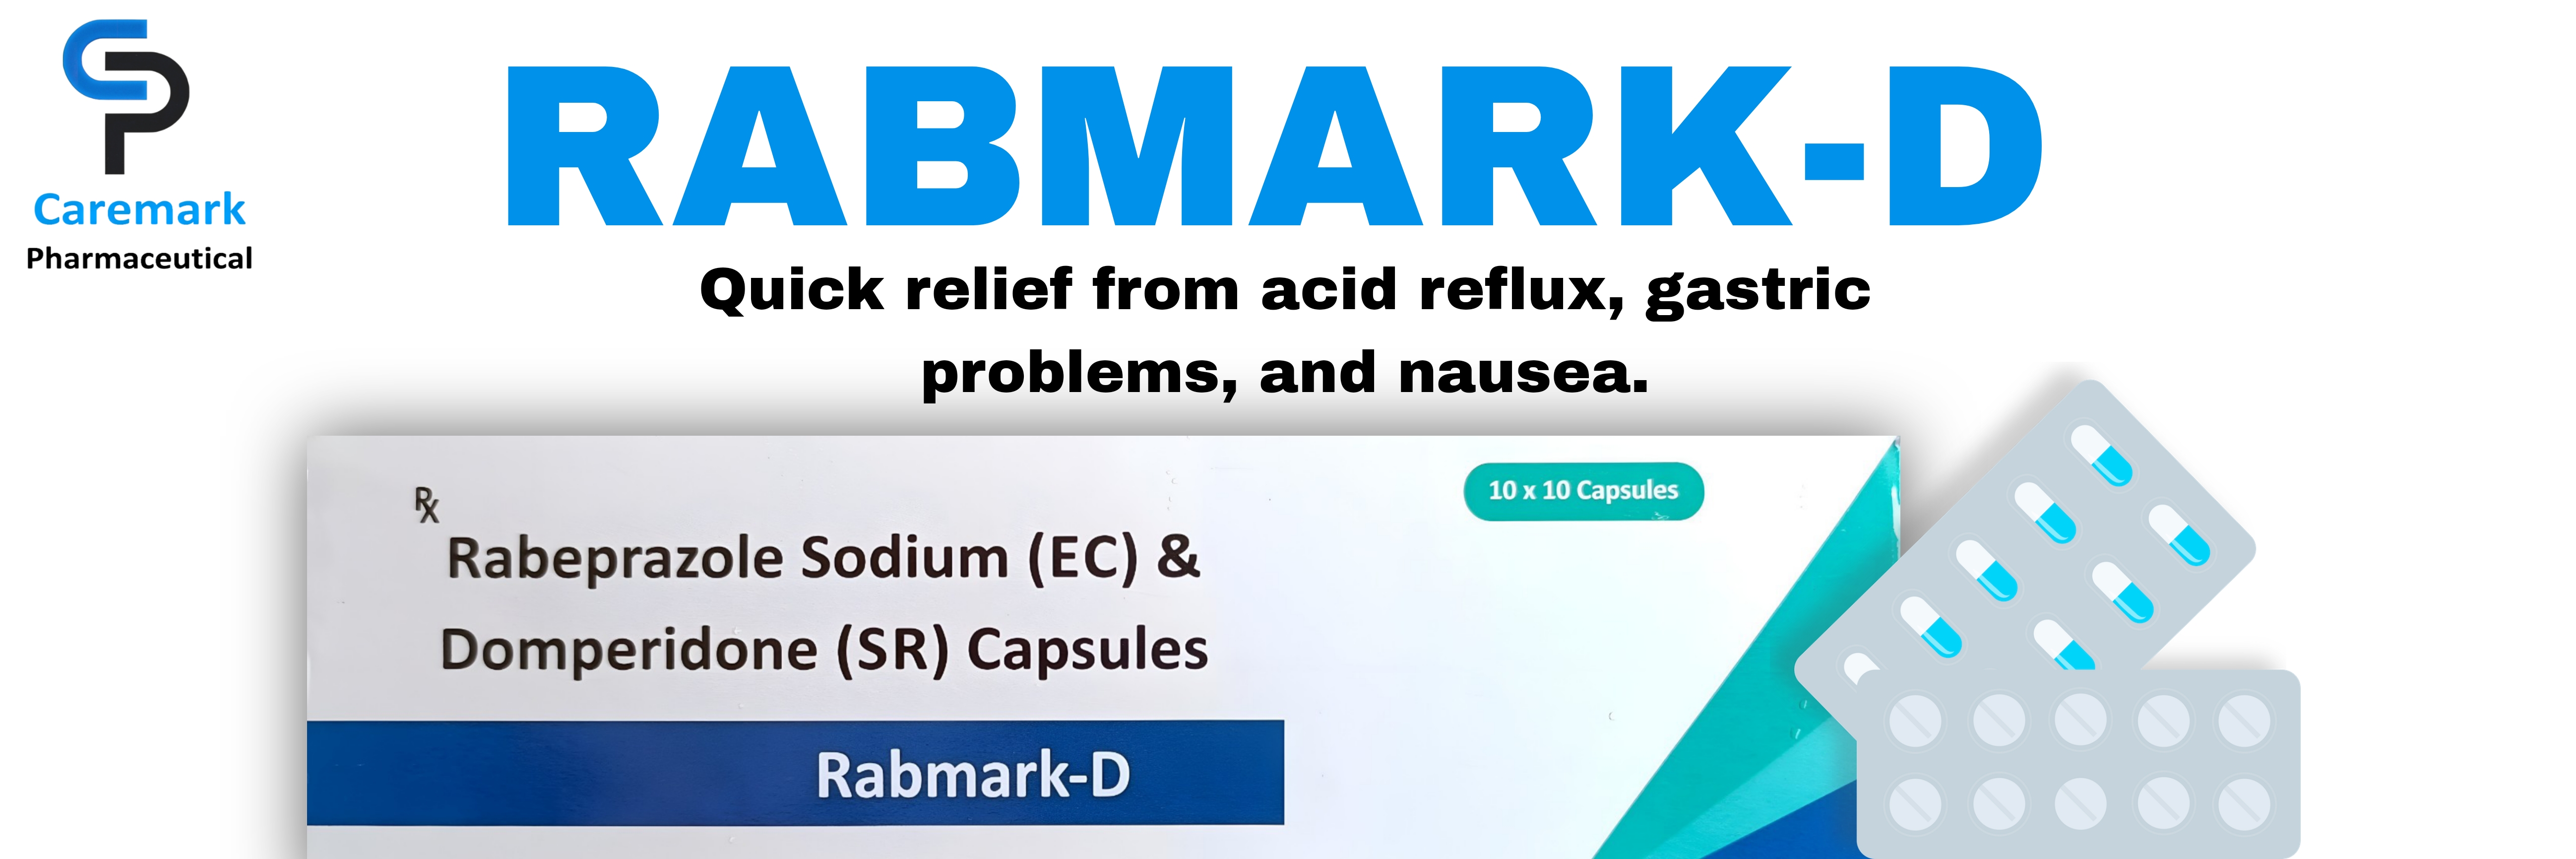 Caremark
Pharmaceutical
RABMARK-D
Quick relief from acid reflux, gastric
problems, and nausea.
Rx
10 x 10 Capsules
Rabeprazole Sodium (EC) &
Domperidone (SR) Capsules
Rabmark-D